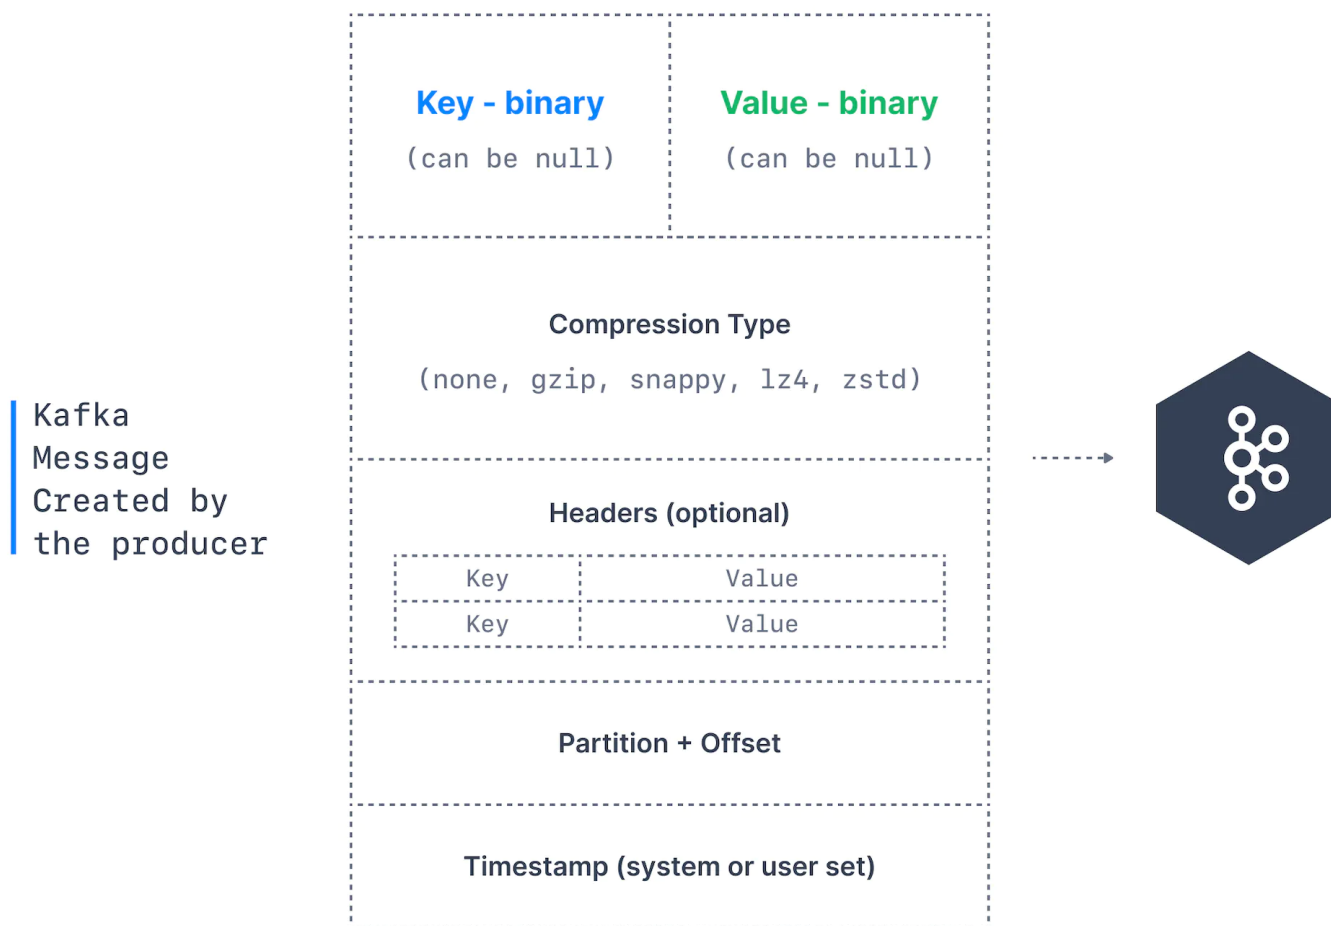 Key - binary
(can be null)
Value - binary
(can be null)
Compression Type
(none, gzip, snappy, lz4, zstd)
Kafka
Message
Created by
the producer
Headers (optional)
Key Value
Key Value
Partition + Offset
Timestamp (system or user set)